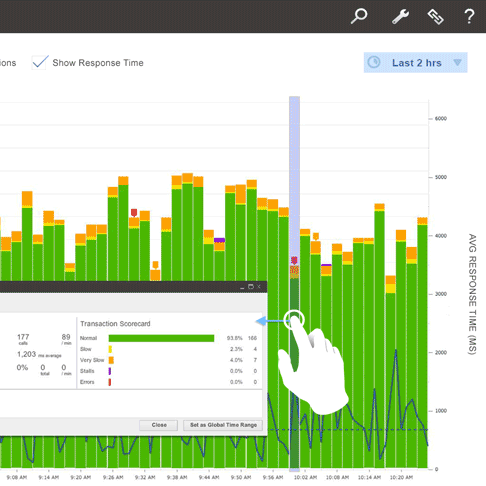 ?
ions
Show Response Time
Last 2 hrs
6000
5000
4000
3000
2000
1000
0
AVG RESPONSE TIME (MS)
Transaction Scorecard
177 calls 89 / min
1,203 ms average
0% 0 total 0 / min
Normal 93.8% 166
Slow 2.3% 4
Very Slow 4.0% 7
Stalls 0.0% 0
Errors 0.0% 0
Close Set as Global Time Range
9:08 AM 9:14 AM 9:20 AM 9:26 AM 9:32 AM 9:38 AM 9:44 AM 9:50 AM 9:56 AM 10:02 AM 10:08 AM 10:14 AM 10:20 AM